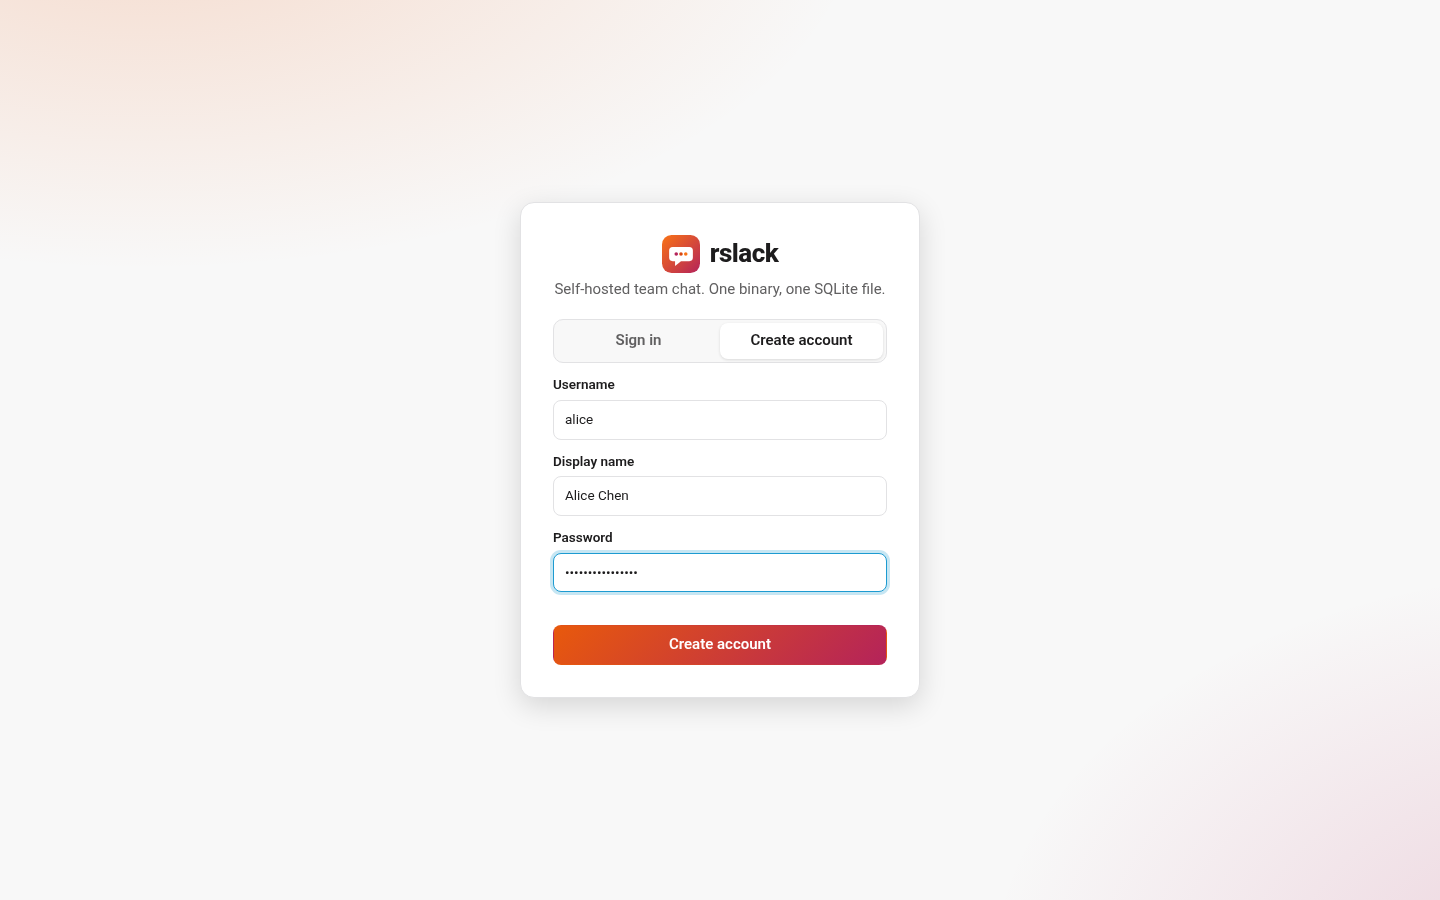 rslack
Self-hosted team chat. One binary, one SQLite file.
Sign in
Create account
Username
alice
Display name
Alice Chen
Password
••••••••••••••••
Create account